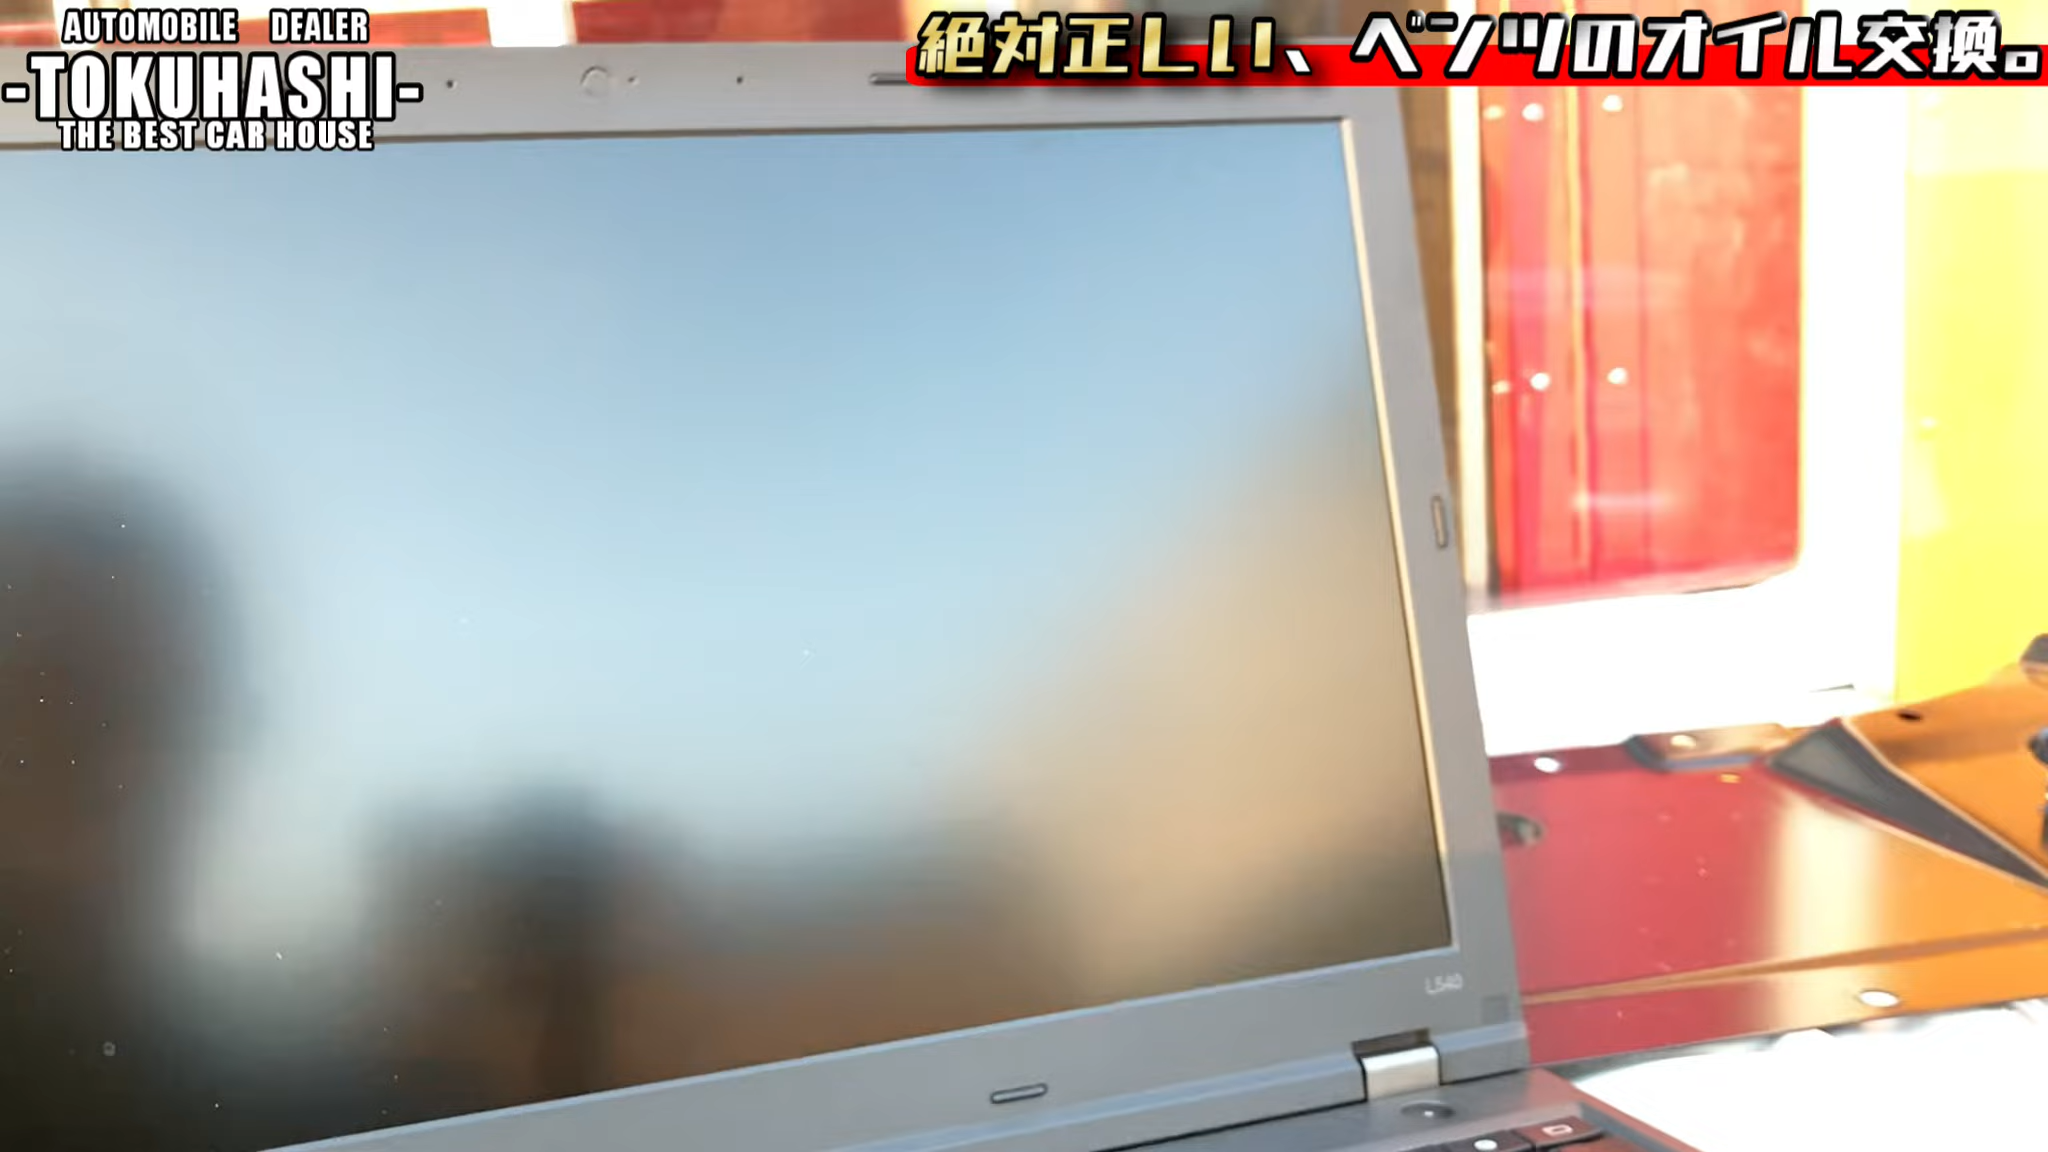 AUTOMOBILE DEALER
-TOKUHASHI-
THE BEST CAR HOUSE
絶対正しい、ベンツのオイル交換。
L540